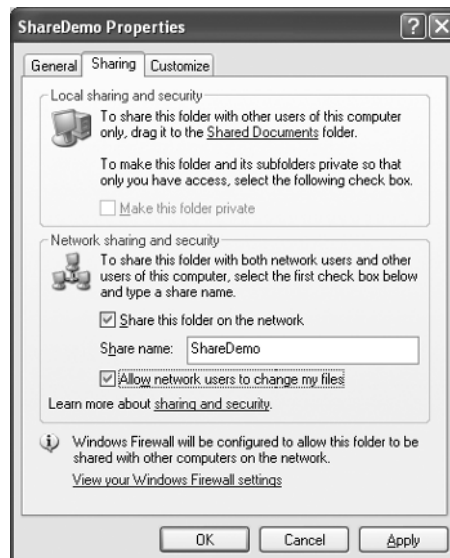 ShareDemo Properties
General Sharing Customize
Local sharing and security
To share this folder with other users of this computer
only, drag it to the Shared Documents folder.
To make this folder and its subfolders private so that
only you have access, select the following check box.
Make this folder private
Network sharing and security
To share this folder with both network users and other
users of this computer, select the first check box below
and type a share name.
Share this folder on the network
Share name: ShareDemo
Allow network users to change my files
Learn more about sharing and security.
Windows Firewall will be configured to allow this folder to be
shared with other computers on the network.
View your Windows Firewall settings
OK Cancel Apply